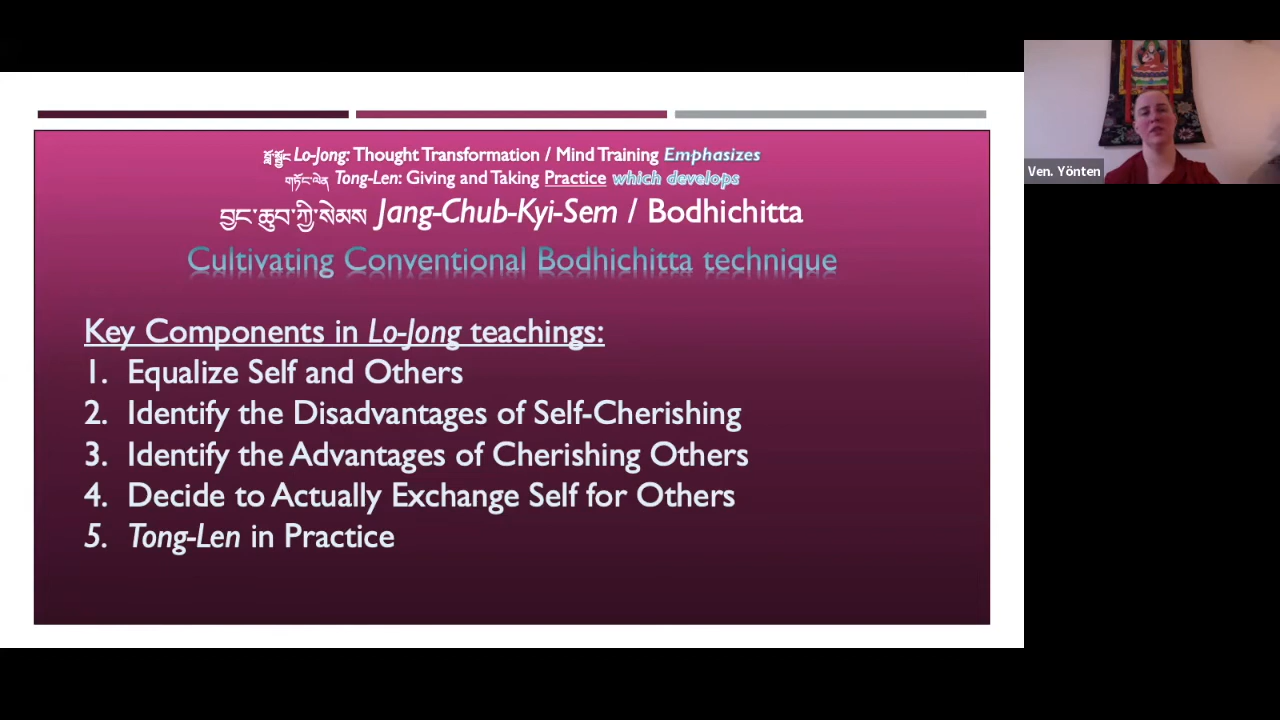 བློ་སྦྱོང Lo-Jong: Thought Transformation / Mind Training Emphasizes
གཏོང་ལེན Tong-Len: Giving and Taking Practice which develops
བྱང་ཆུབ་ཀྱི་སེམས Jang-Chub-Kyi-Sem / Bodhichitta
Cultivating Conventional Bodhichitta technique
Key Components in Lo-Jong teachings:
1. Equalize Self and Others
2. Identify the Disadvantages of Self-Cherishing
3. Identify the Advantages of Cherishing Others
4. Decide to Actually Exchange Self for Others
5. Tong-Len in Practice
Ven. Yönten